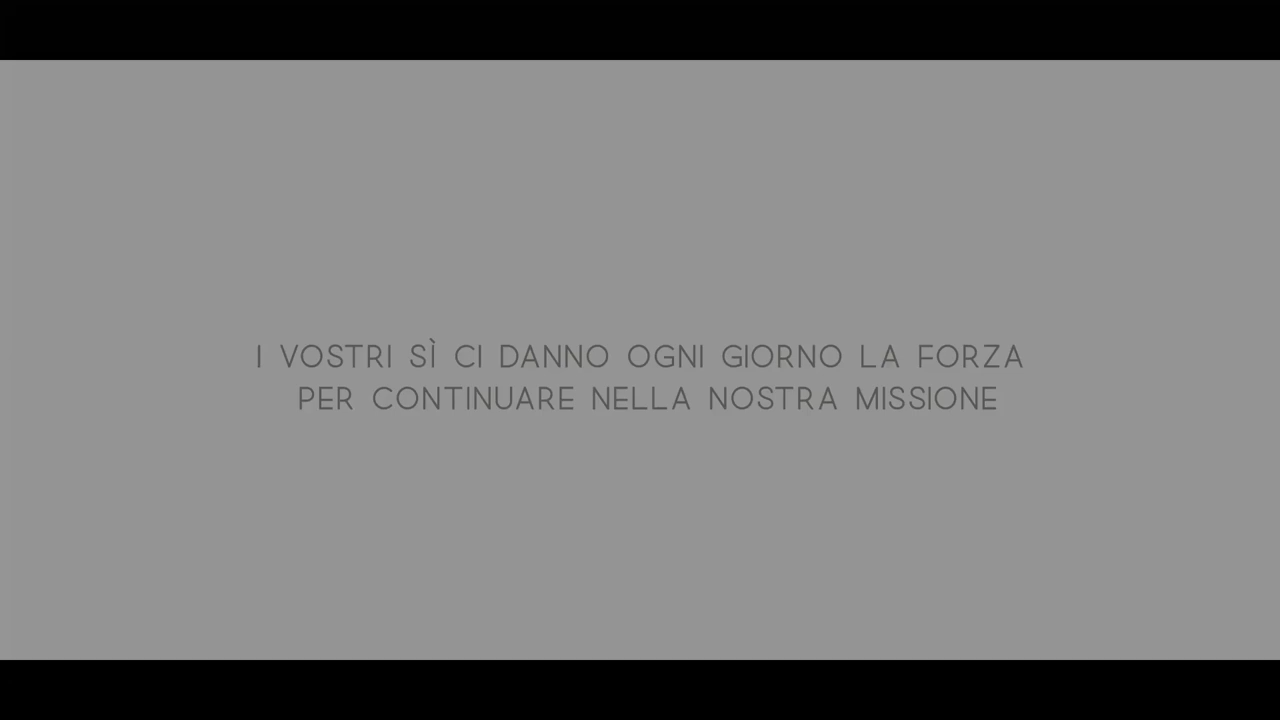 I VOSTRI SÌ CI DANNO OGNI GIORNO LA FORZA
PER CONTINUARE NELLA NOSTRA MISSIONE